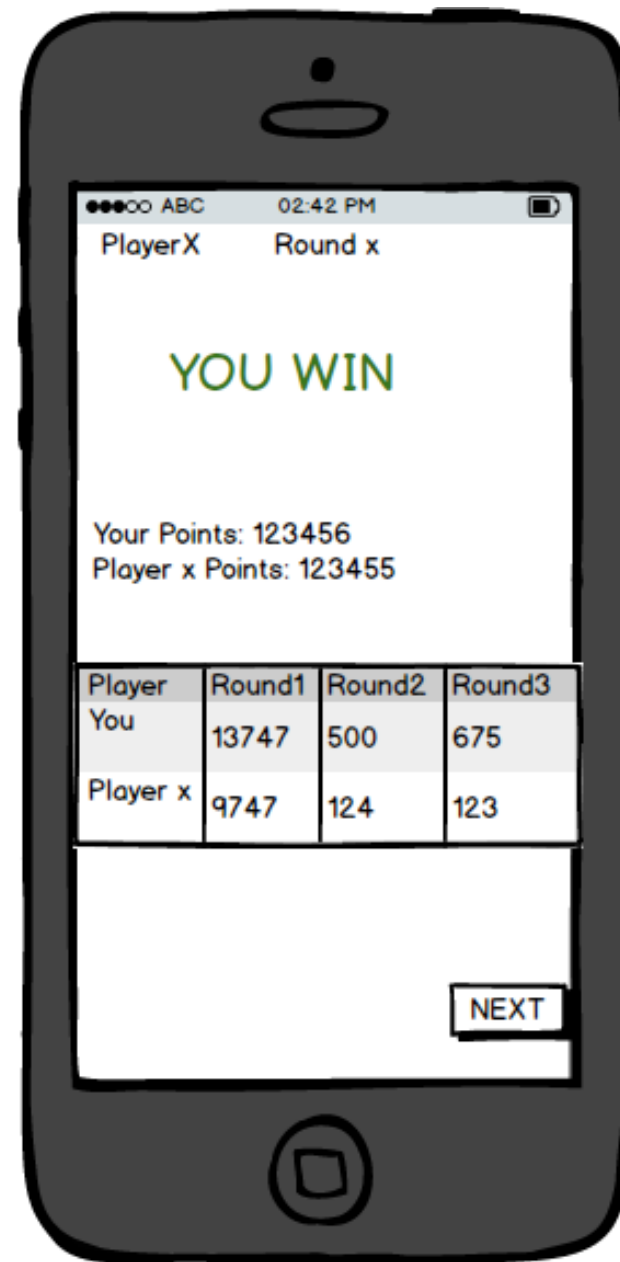 ABC 02:42 PM
PlayerX Round x
YOU WIN
Your Points: 123456
Player x Points: 123455
Player Round1 Round2 Round3
You 13747 500 675
Player x 9747 124 123
NEXT